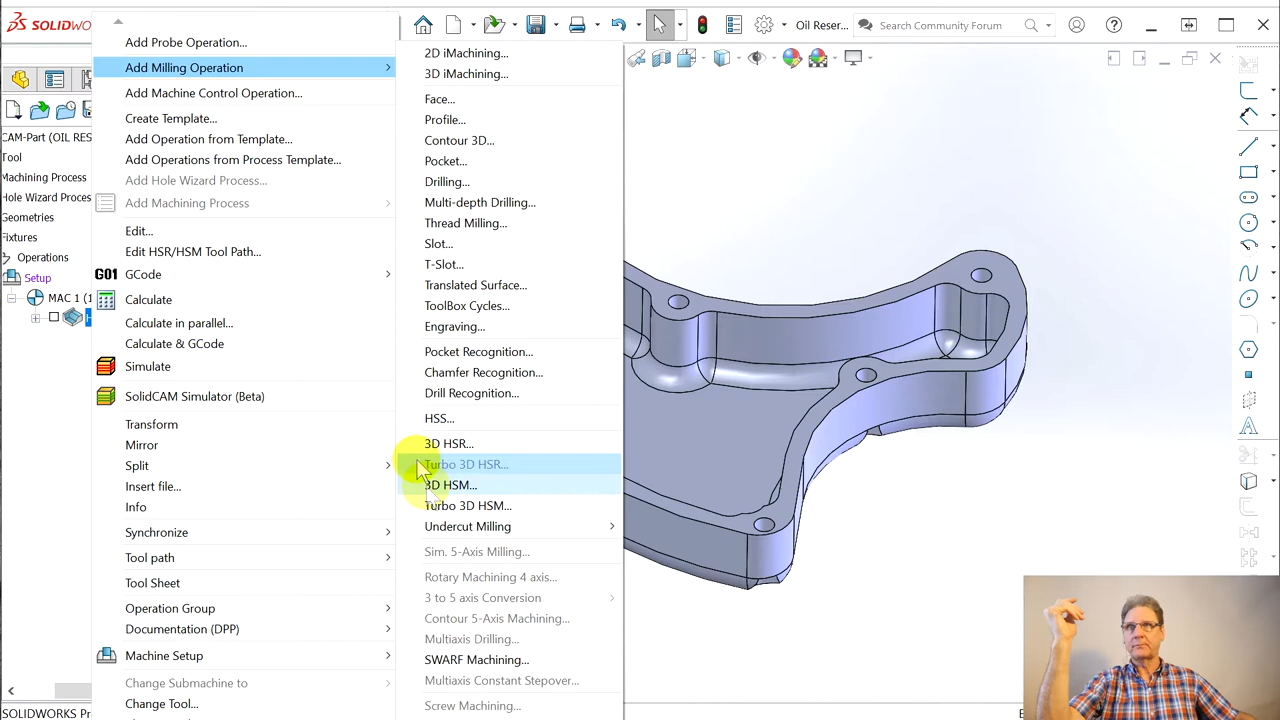 SOLIDWO
Oil Reser...
Search Community Forum
CAM-Part (OIL RES
Tool
Machining Process
Hole Wizard Proces
Geometries
Fixtures
Operations
Setup
MAC 1 (1
Add Probe Operation...
Add Milling Operation
Add Machine Control Operation...
Create Template...
Add Operation from Template...
Add Operations from Process Template...
Add Hole Wizard Process...
Add Machining Process
Edit...
Edit HSR/HSM Tool Path...
G01 GCode
Calculate
Calculate in parallel...
Calculate & GCode
Simulate
SolidCAM Simulator (Beta)
Transform
Mirror
Split
Insert file...
Info
Synchronize
Tool path
Tool Sheet
Operation Group
Documentation (DPP)
Machine Setup
Change Submachine to
Change Tool...
2D iMachining...
3D iMachining...
Face...
Profile...
Contour 3D...
Pocket...
Drilling...
Multi-depth Drilling...
Thread Milling...
Slot...
T-Slot...
Translated Surface...
ToolBox Cycles...
Engraving...
Pocket Recognition...
Chamfer Recognition...
Drill Recognition...
HSS...
3D HSR...
Turbo 3D HSR...
3D HSM...
Turbo 3D HSM...
Undercut Milling
Sim. 5-Axis Milling...
Rotary Machining 4 axis...
3 to 5 axis Conversion
Contour 5-Axis Machining...
Multiaxis Drilling...
SWARF Machining...
Multiaxis Constant Stepover...
Screw Machining...
SOLIDWORKS Pr